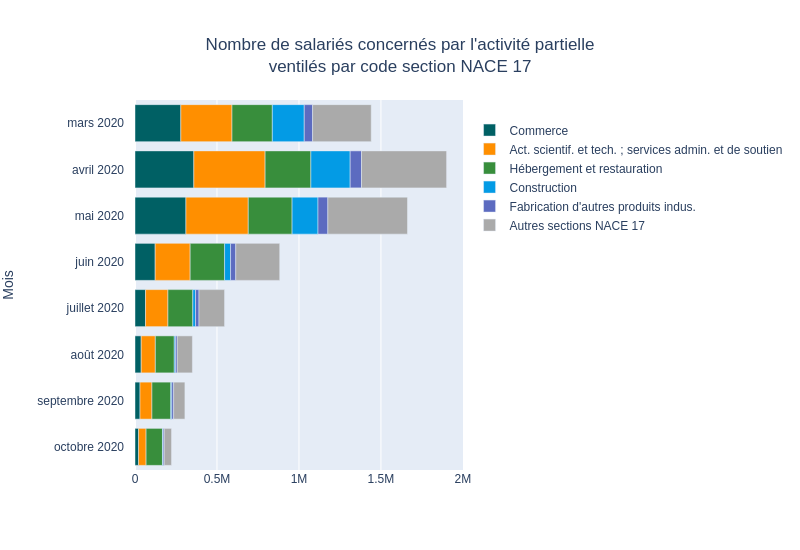 Nombre de salariés concernés par l'activité partielle
ventilés par code section NACE 17
Mois
mars 2020
avril 2020
mai 2020
juin 2020
juillet 2020
août 2020
septembre 2020
octobre 2020
0
0.5M
1M
1.5M
2M
Commerce
Act. scientif. et tech. ; services admin. et de soutien
Hébergement et restauration
Construction
Fabrication d'autres produits indus.
Autres sections NACE 17